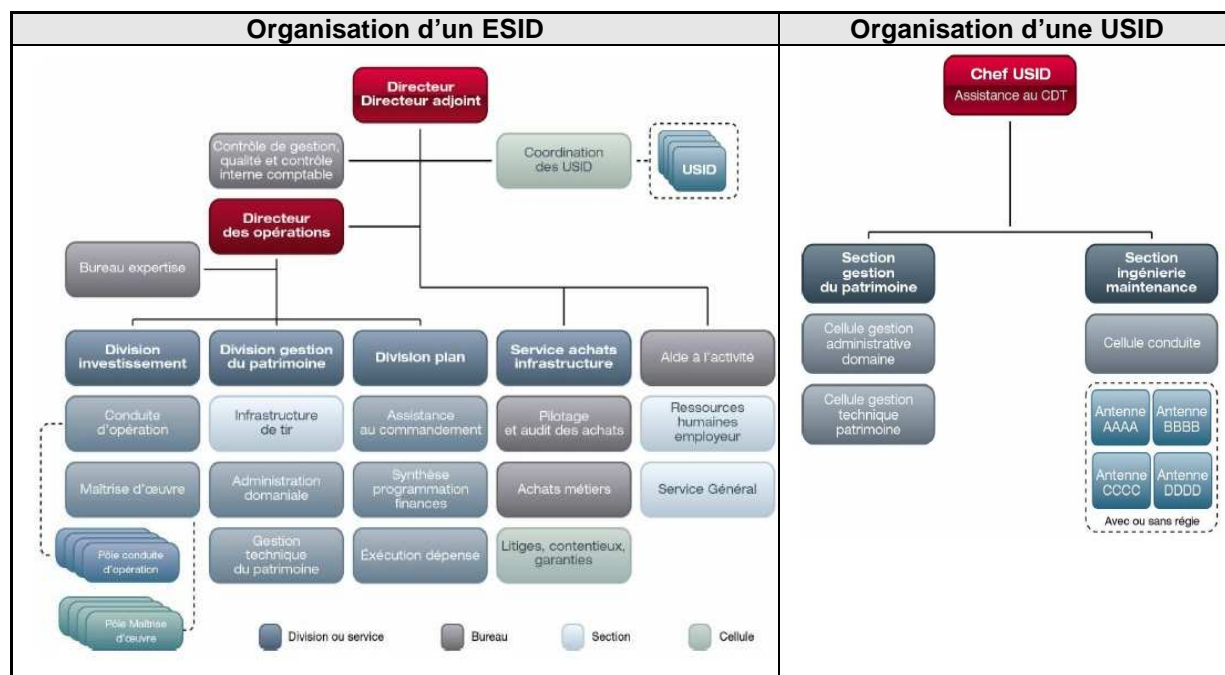 Organisation d'un ESID
Organisation d'une USID
Directeur
Directeur adjoint
Contrôle de gestion,
qualité et contrôle
interne comptable
Coordination
des USID
USID
Directeur
des opérations
Bureau expertise
Division
investissement
Division gestion
du patrimoine
Division plan
Service achats
infrastructure
Aide à l'activité
Conduite
d'opération
Infrastructure
de tir
Assistance
au commandement
Pilotage
et audit des achats
Ressources
humaines
employeur
Maîtrise d'œuvre
Administration
domaniale
Synthèse
programmation
finances
Achats métiers
Service Général
Pôle conduite
d'opération
Gestion
technique
du patrimoine
Exécution dépense
Litiges, contentieux,
garanties
Pôle Maîtrise
d'œuvre
Division ou service
Bureau
Section
Cellule
Chef USID
Assistance au CDT
Section
gestion
du patrimoine
Section
ingénierie
maintenance
Cellule gestion
administrative
domaine
Cellule conduite
Cellule gestion
technique
patrimoine
Antenne
AAAA
Antenne
BBBB
Antenne
CCCC
Antenne
DDDD
Avec ou sans régie